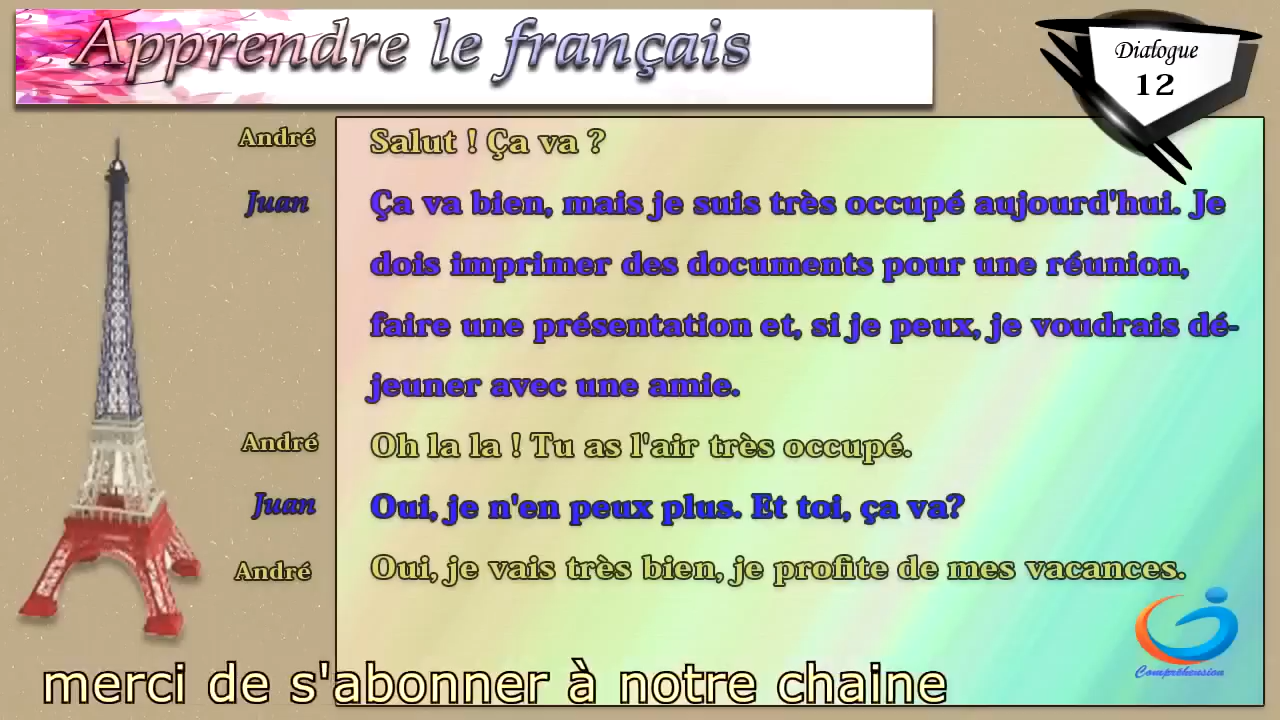 Apprendre le français
Dialogue
12
André
Salut ! Ça va ?
Juan
Ça va bien, mais je suis très occupé aujourd'hui. Je
dois imprimer des documents pour une réunion,
faire une présentation et, si je peux, je voudrais dé-
jeuner avec une amie.
André
Oh la la ! Tu as l'air très occupé.
Juan
Oui, je n'en peux plus. Et toi, ça va?
André
Oui, je vais très bien, je profite de mes vacances.
Compréhension
merci de s'abonner à notre chaine